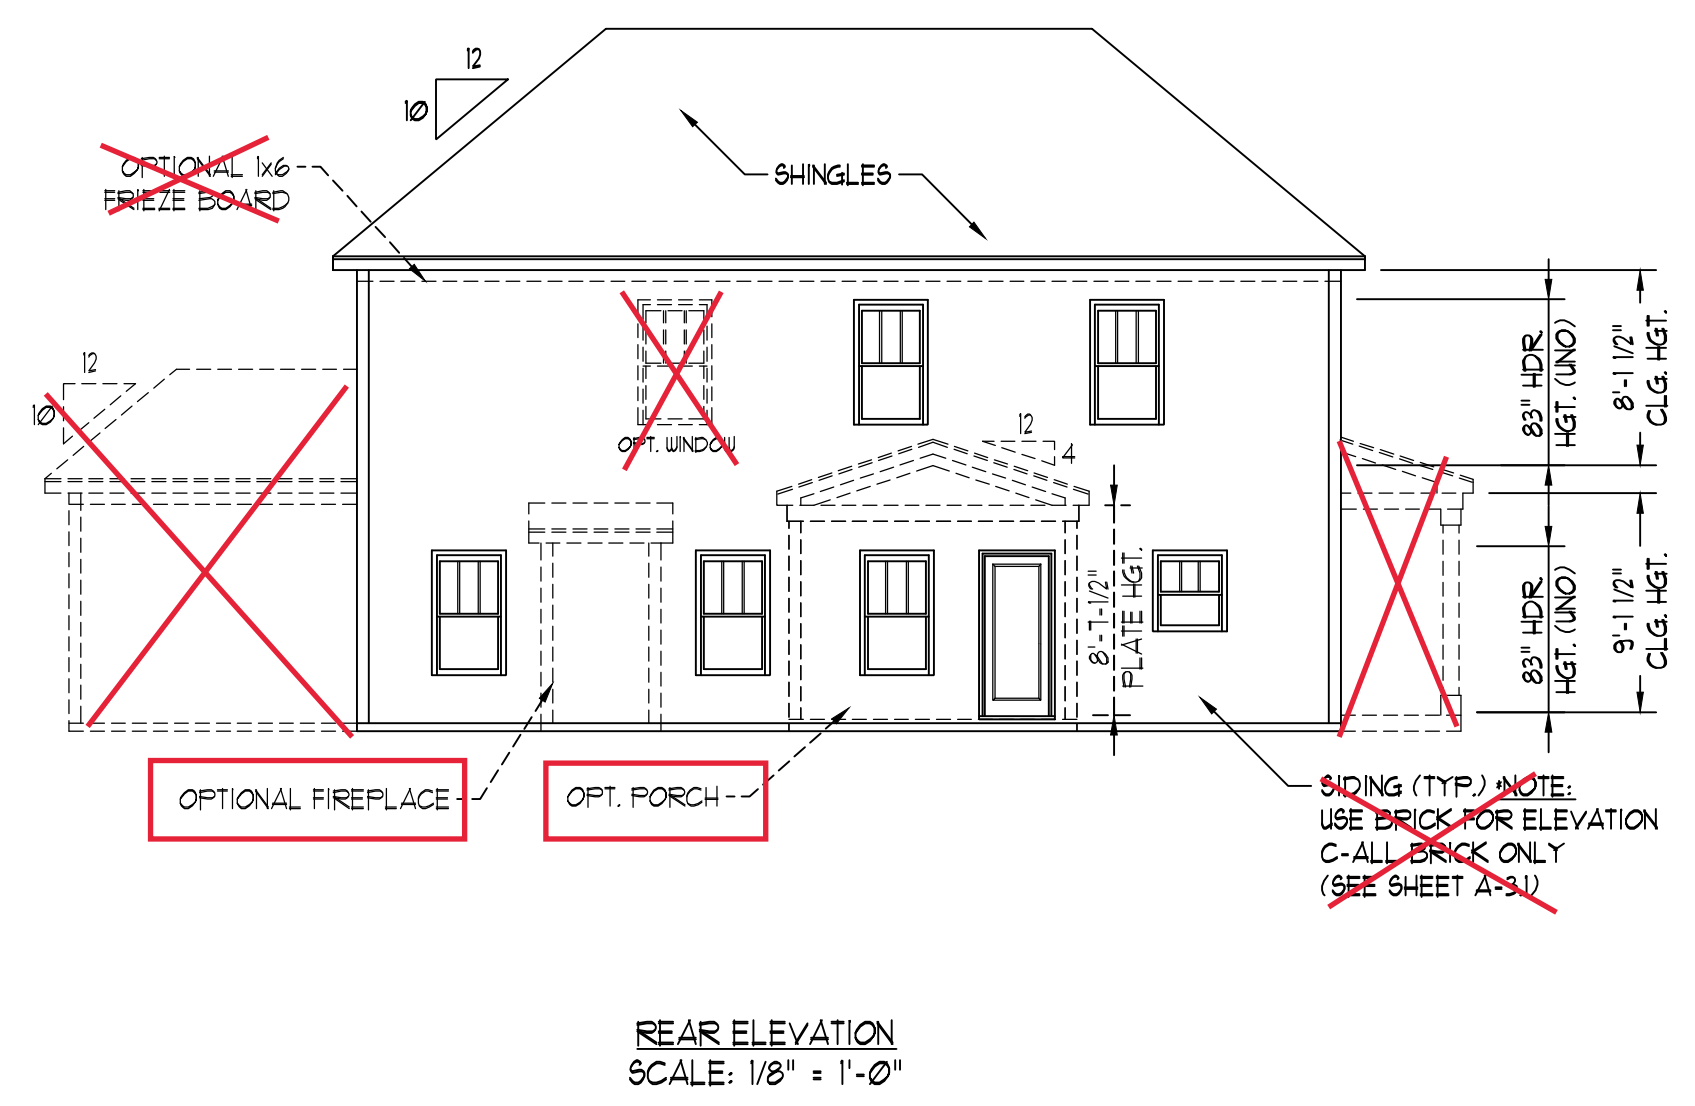 12
10
OPTIONAL 1x6
FRIEZE BOARD
SHINGLES
12
10
OPT. WINDOW
12
4
83" HDR.
HGT. (UNO)
8'-1 1/2"
CLG. HGT.
8'-1-1/2"
PLATE HGT.
83" HDR.
HGT. (UNO)
9'-1 1/2"
CLG. HGT.
OPTIONAL FIREPLACE
OPT. PORCH
SIDING (TYP.) *NOTE:
USE BRICK FOR ELEVATION
C-ALL BRICK ONLY
(SEE SHEET A-3.1)
REAR ELEVATION
SCALE: 1/8" = 1'-0"